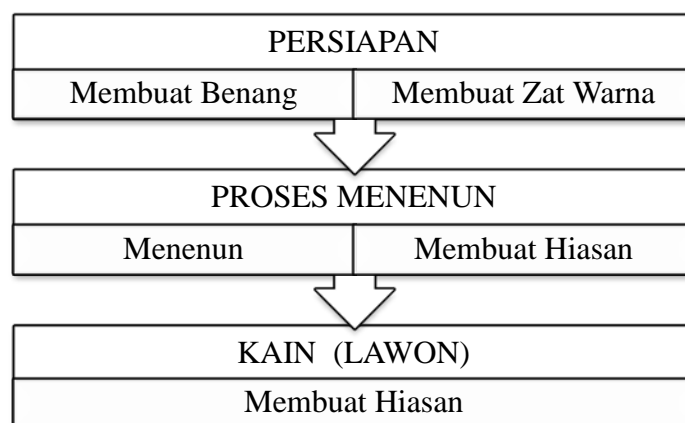 PERSIAPAN
Membuat Benang
Membuat Zat Warna
PROSES MENENUN
Menenun
Membuat Hiasan
KAIN (LAWON)
Membuat Hiasan